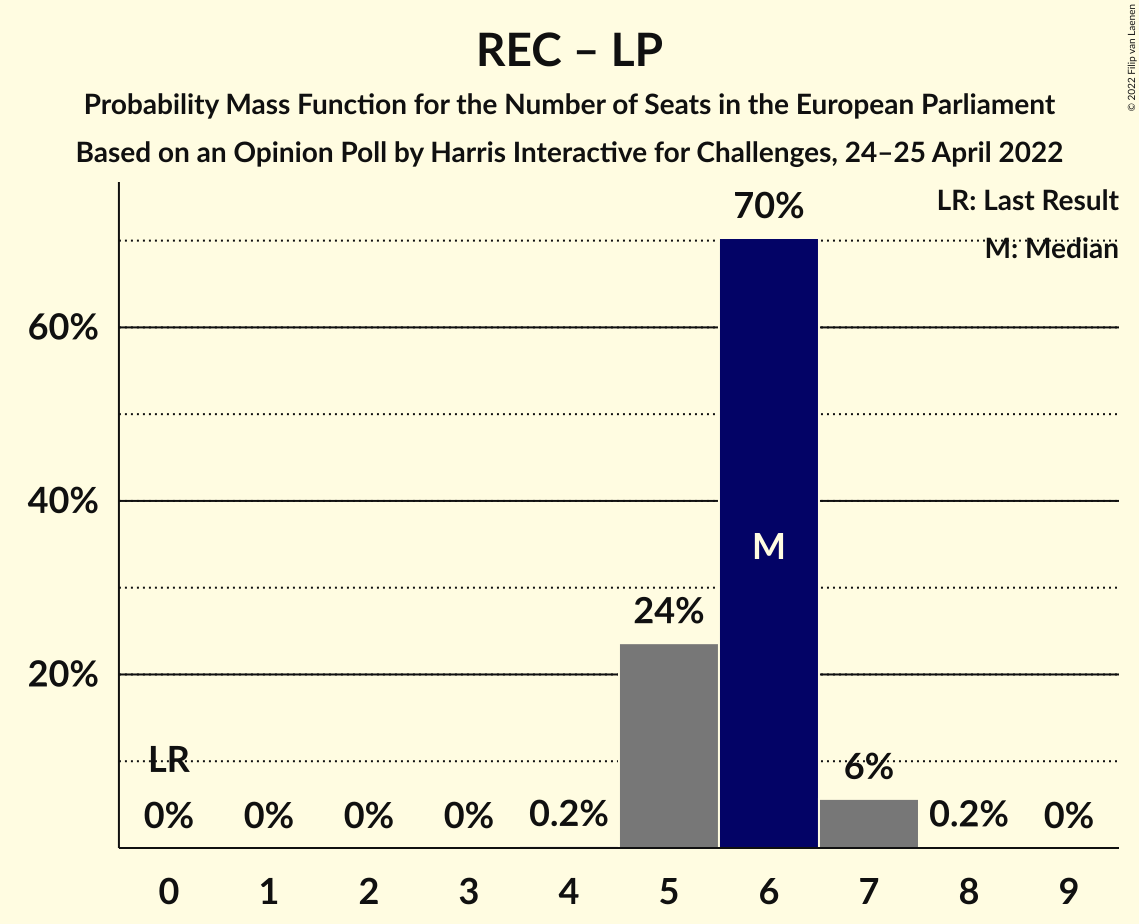 REC – LP
Probability Mass Function for the Number of Seats in the European Parliament
Based on an Opinion Poll by Harris Interactive for Challenges, 24–25 April 2022
© 2022 Filip van Laenen
LR: Last Result
M: Median
60%
40%
20%
70%
M
24%
LR
6%
0% 0% 0% 0% 0.2% 0.2% 0%
0 1 2 3 4 5 6 7 8 9